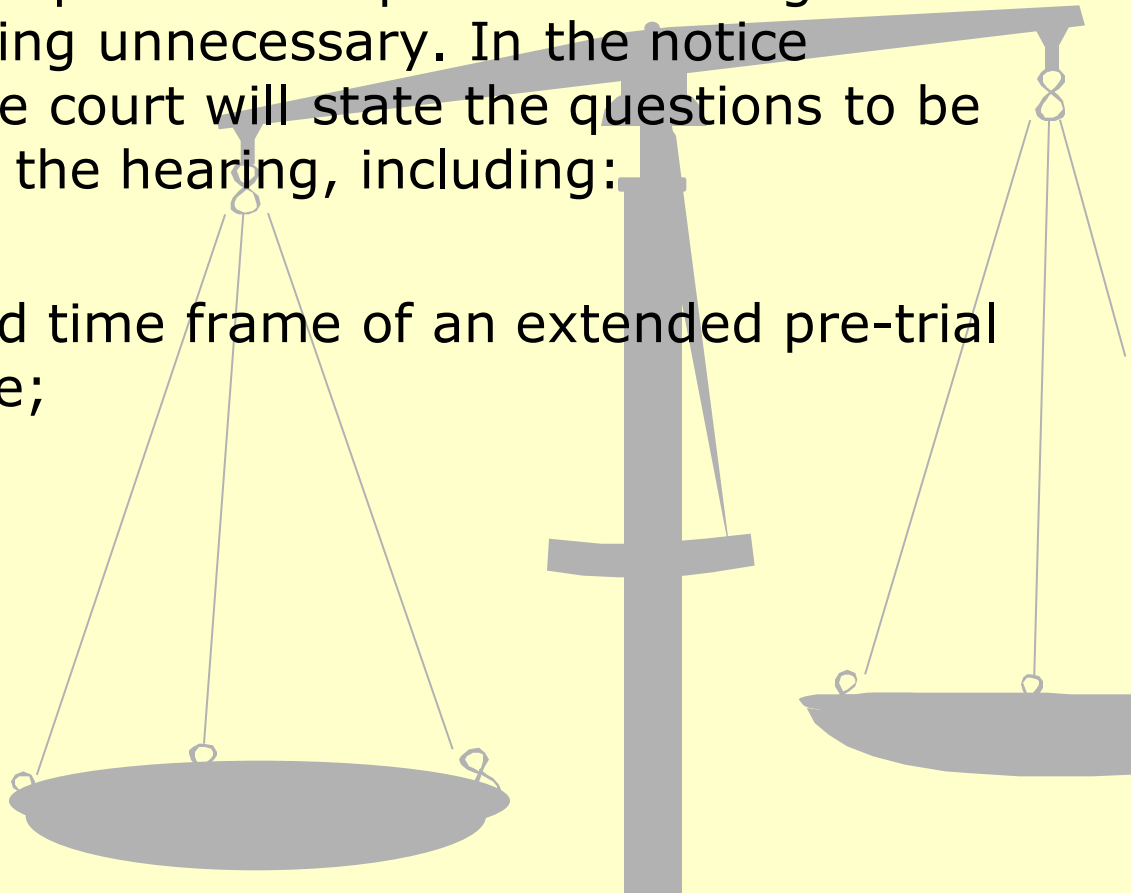 ing unnecessary. In the notice
e court will state the questions to be
the hearing, including:
d time frame of an extended pre-trial
e;